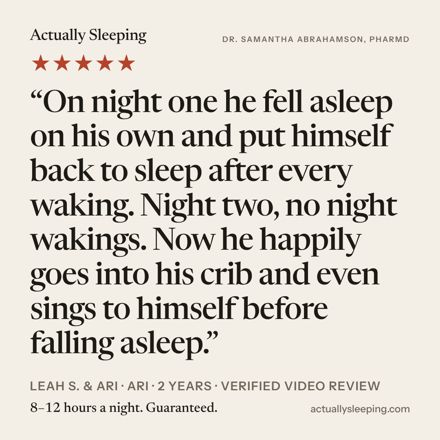 Actually Sleeping
DR. SAMANTHA ABRAHAMSON, PHARMD
“On night one he fell asleep
on his own and put himself
back to sleep after every
waking. Night two, no night
wakings. Now he happily
goes into his crib and even
sings to himself before
falling asleep.”
LEAH S. & ARI · ARI · 2 YEARS · VERIFIED VIDEO REVIEW
8–12 hours a night. Guaranteed.
actuallysleeping.com